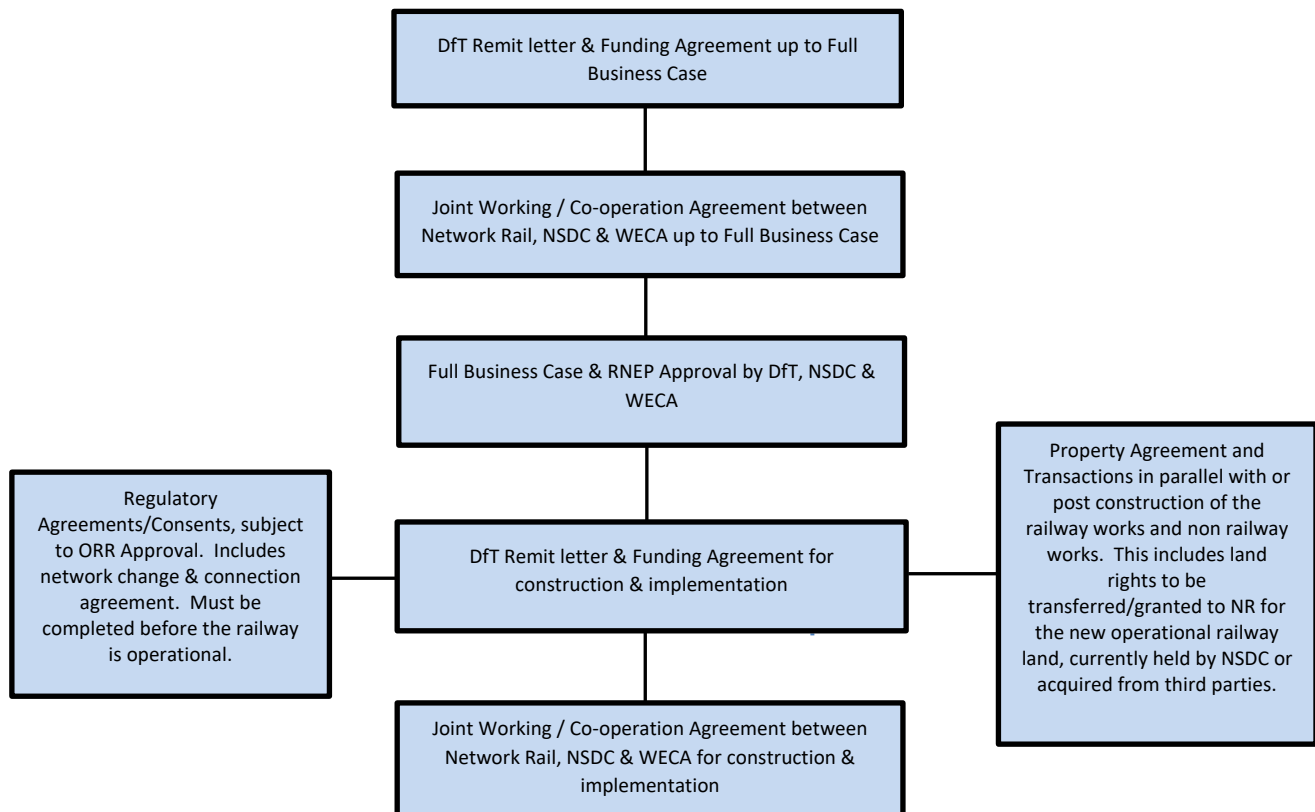 DfT Remit letter & Funding Agreement up to Full
Business Case
Joint Working / Co-operation Agreement between
Network Rail, NSDC & WECA up to Full Business Case
Full Business Case & RNEP Approval by DfT, NSDC &
WECA
Regulatory
Agreements/Consents, subject
to ORR Approval.  Includes
network change & connection
agreement.  Must be
completed before the railway
is operational.
DfT Remit letter & Funding Agreement for
construction & implementation
Property Agreement and
Transactions in parallel with or
post construction of the
railway works and non railway
works.  This includes land
rights to be
transferred/granted to NR for
the new operational railway
land, currently held by NSDC or
acquired from third parties.
Joint Working / Co-operation Agreement between
Network Rail, NSDC & WECA for construction &
implementation